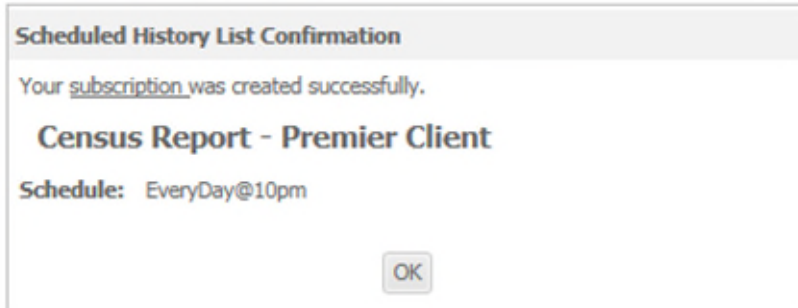 Scheduled History List Confirmation
Your subscription was created successfully.
Census Report - Premier Client
Schedule: EveryDay@10pm
OK